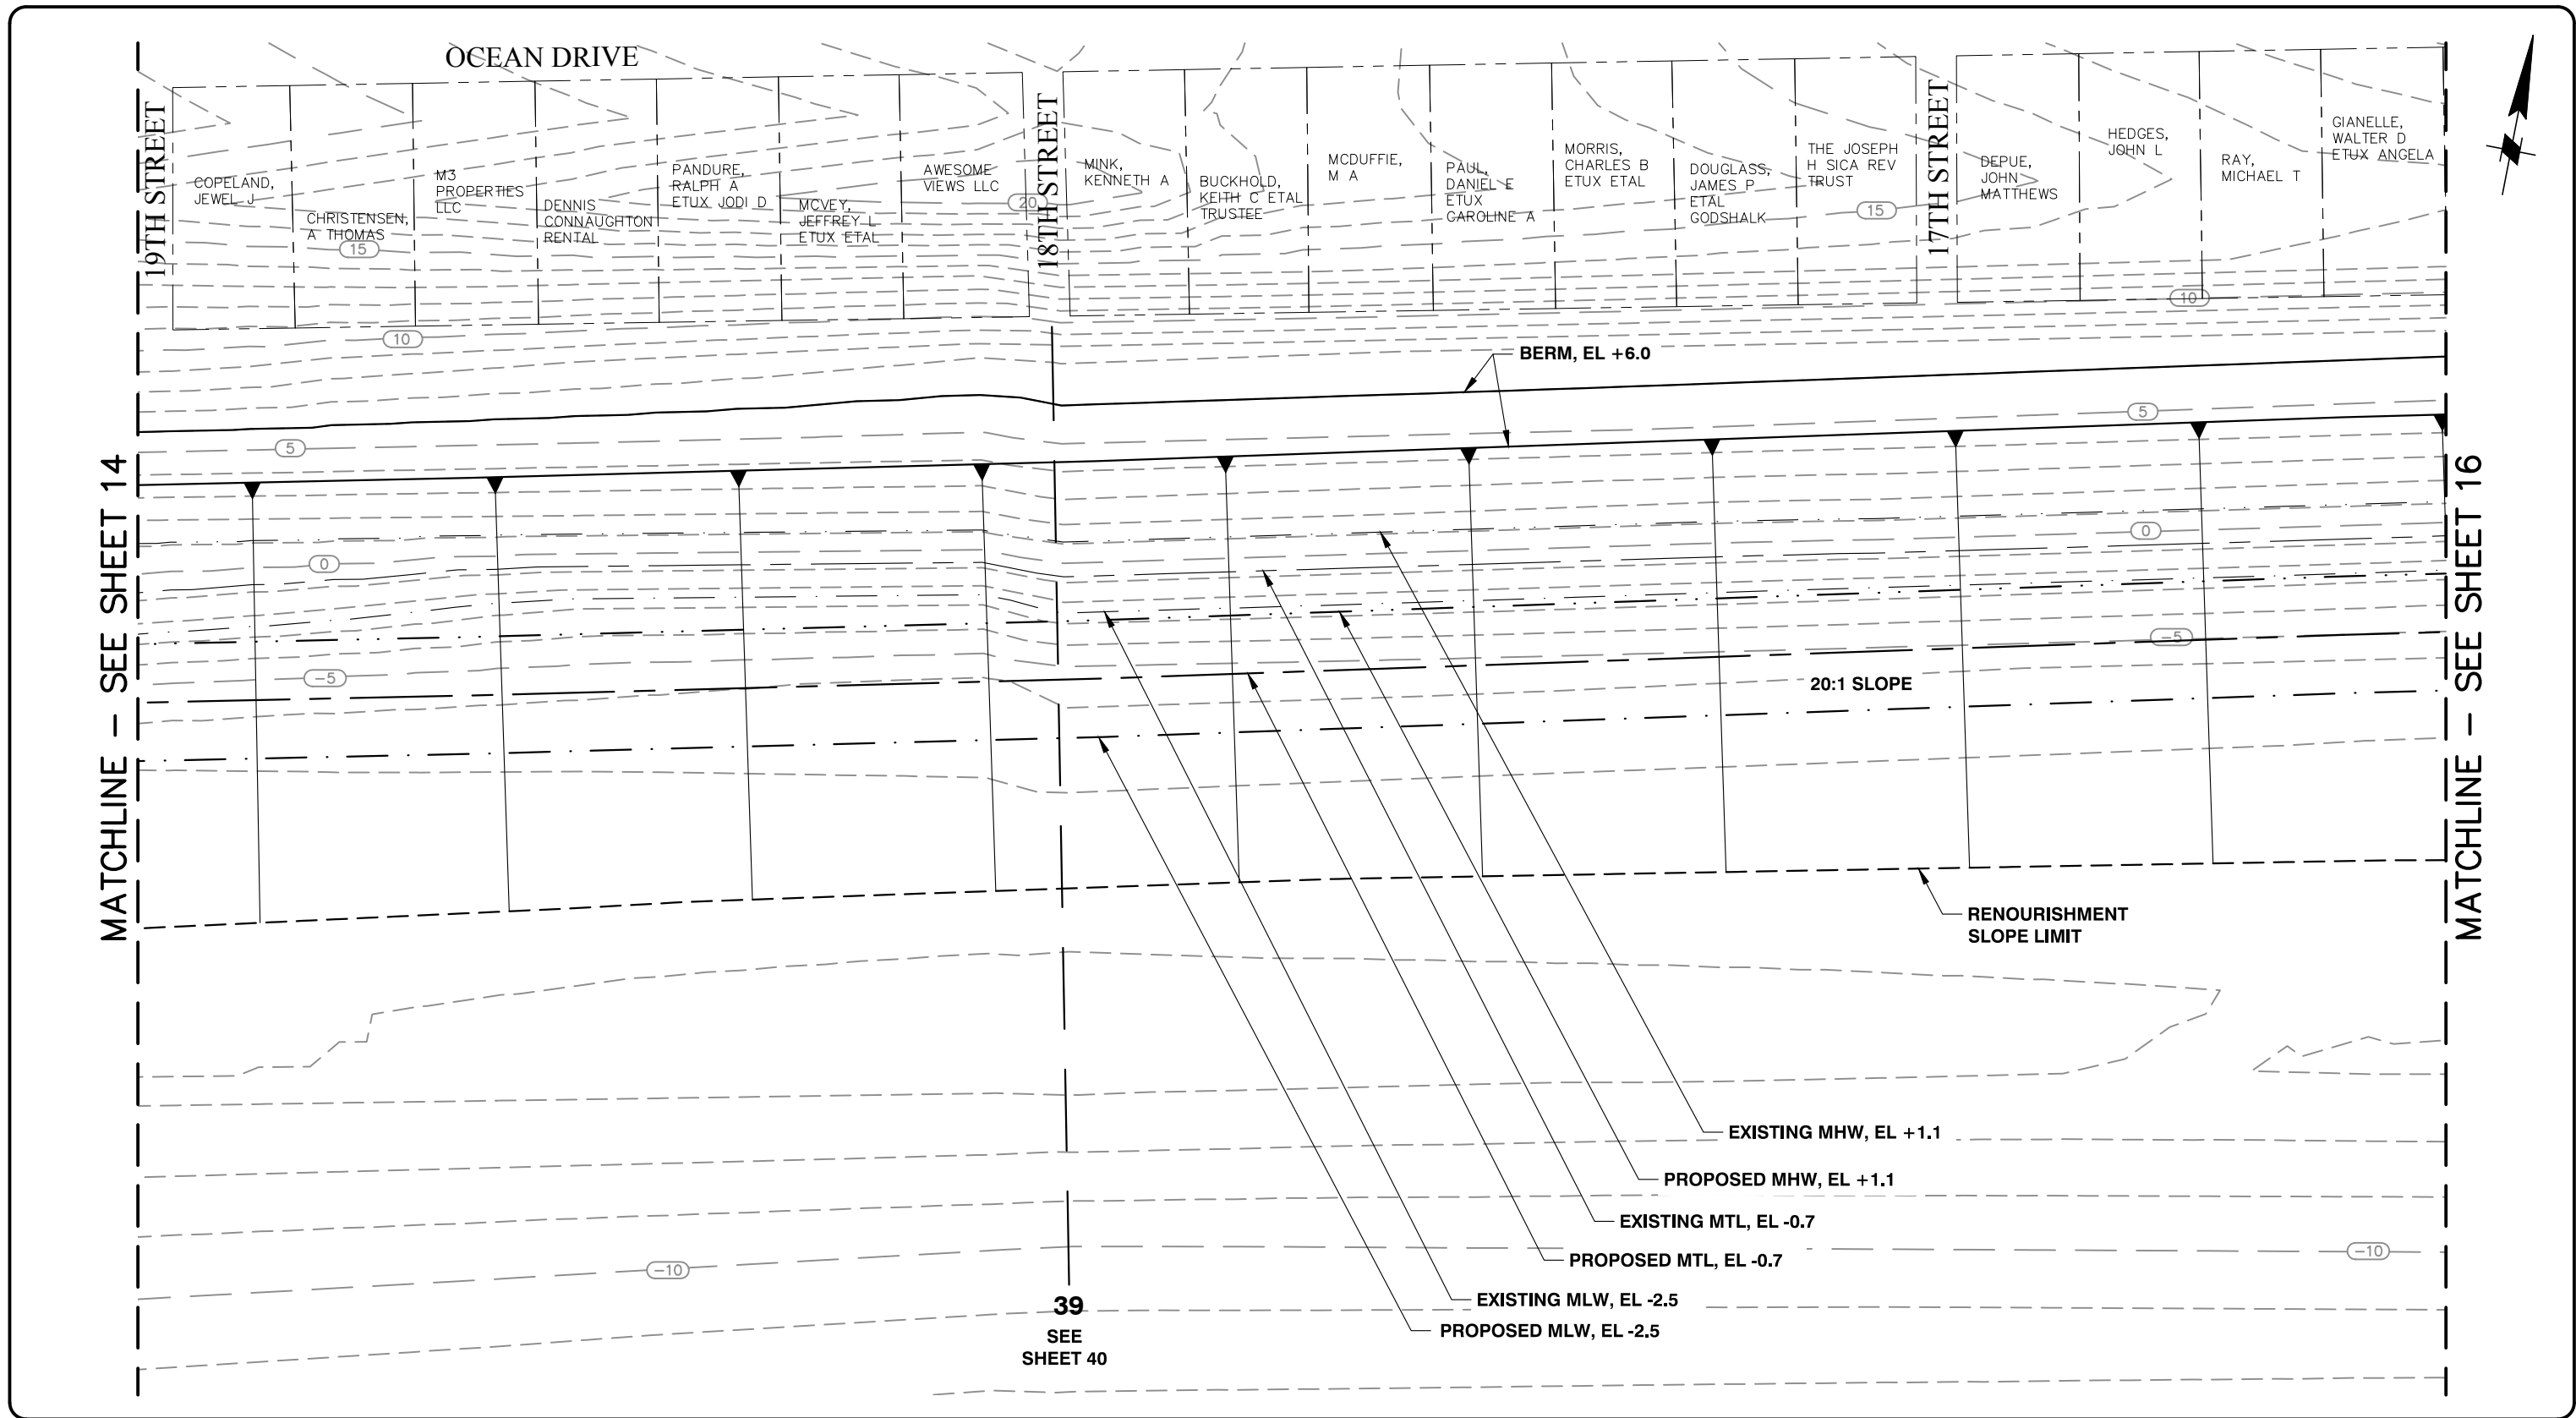 OCEAN DRIVE
19TH STREET
18TH STREET
17TH STREET
COPELAND,
JEWEL J
CHRISTENSEN,
A THOMAS
M3
PROPERTIES
LLC
DENNIS
CONNAUGHTON
RENTAL
PANDURE,
RALPH A
ETUX JODI D
MCVEY,
JEFFREY L
ETUX ETAL
AWESOME
VIEWS LLC
MINK,
KENNETH A
BUCKHOLD,
KEITH C ETAL
TRUSTEE
MCDUFFIE,
M A
PAUL,
DANIEL E
ETUX
CAROLINE A
MORRIS,
CHARLES B
ETUX ETAL
DOUGLASS,
JAMES P
ETAL
GODSHALK
THE JOSEPH
H SICA REV
TRUST
DEPUE,
JOHN
MATTHEWS
HEDGES,
JOHN L
RAY,
MICHAEL T
GIANELLE,
WALTER D
ETUX ANGELA
20
15
15
10
10
BERM, EL +6.0
5
5
0
0
-5
-5
20:1 SLOPE
MATCHLINE - SEE SHEET 14
MATCHLINE - SEE SHEET 16
RENOURISHMENT
SLOPE LIMIT
EXISTING MHW, EL +1.1
PROPOSED MHW, EL +1.1
EXISTING MTL, EL -0.7
PROPOSED MTL, EL -0.7
EXISTING MLW, EL -2.5
PROPOSED MLW, EL -2.5
-10
-10
39
SEE
SHEET 40